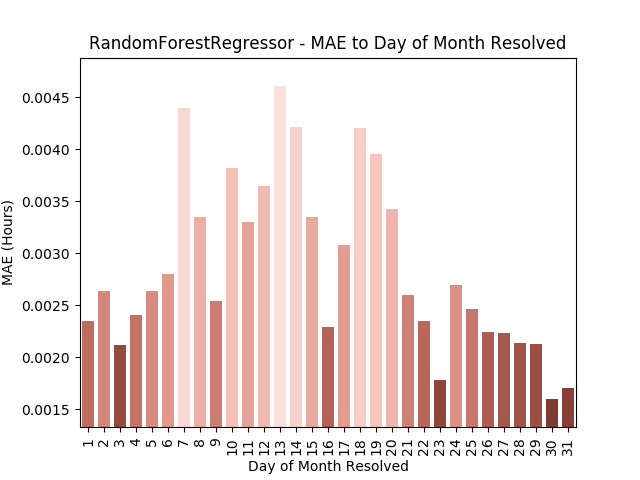 RandomForestRegressor - MAE to Day of Month Resolved
0.0045
0.0040
0.0035
0.0030
0.0025
0.0020
0.0015
MAE (Hours)
1 2 3 4 5 6 7 8 9 10 11 12 13 14 15 16 17 18 19 20 21 22 23 24 25 26 27 28 29 30 31
Day of Month Resolved